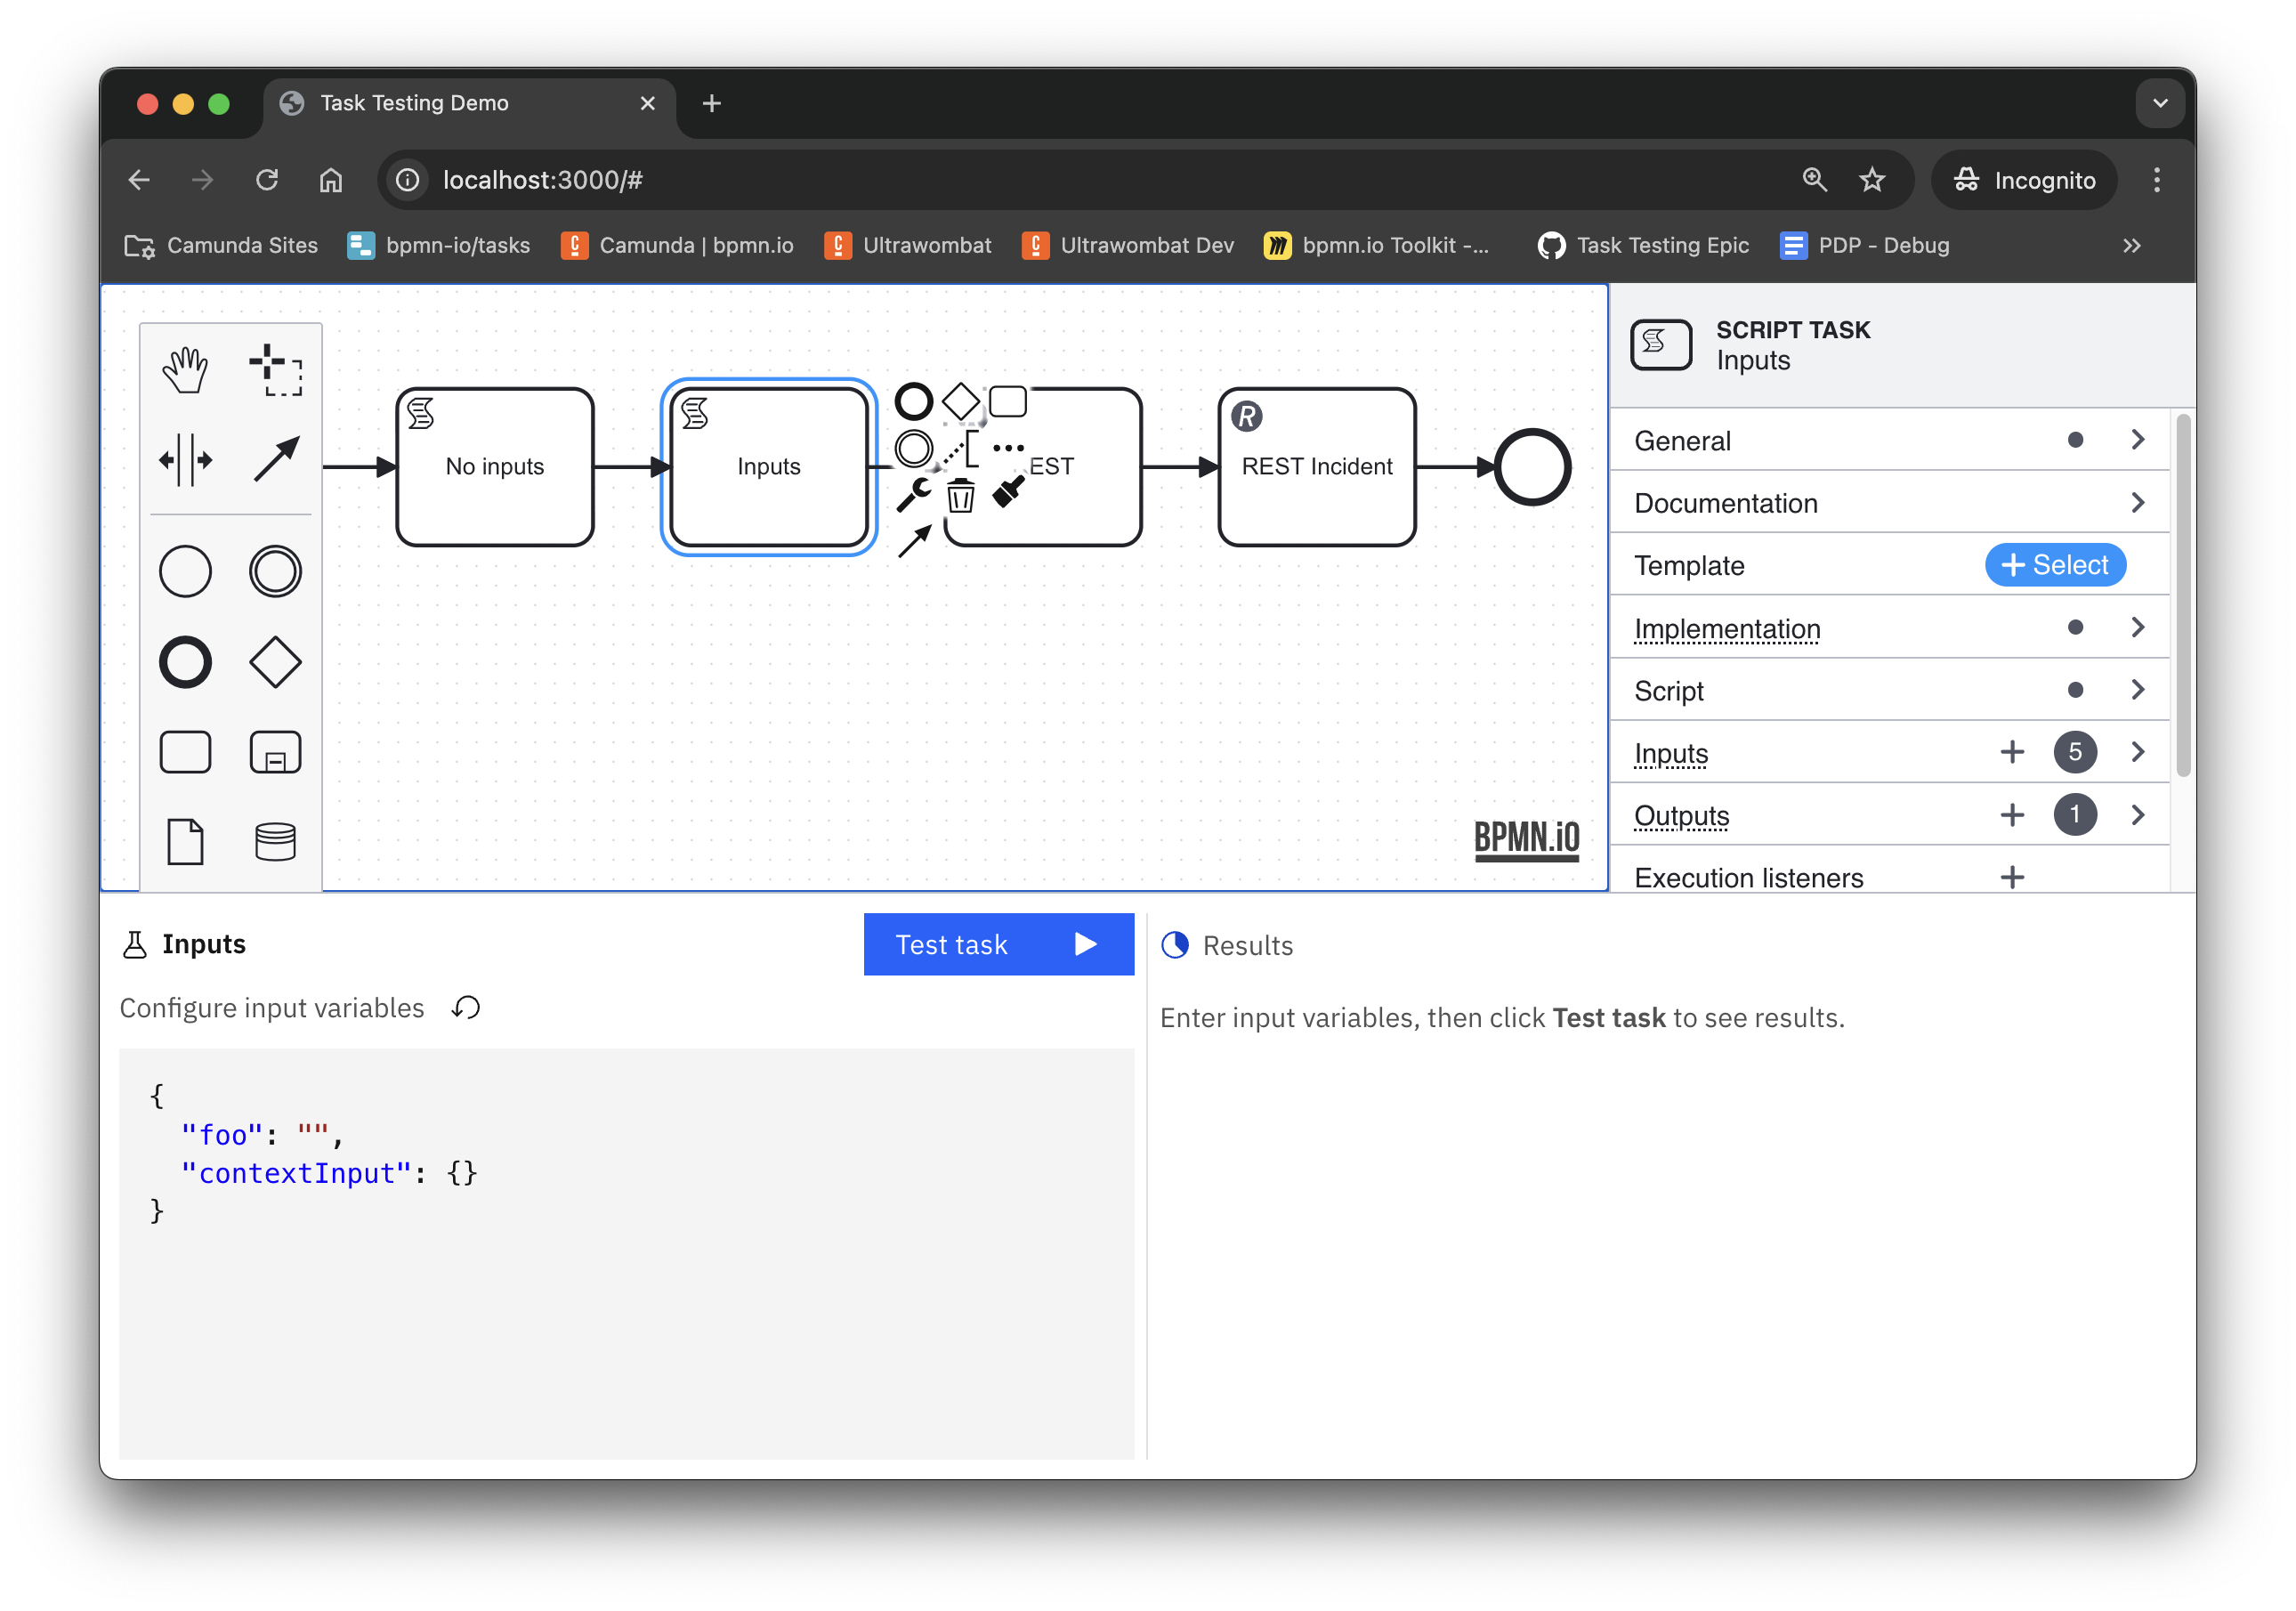 Task Testing Demo
localhost:3000/#
Incognito
Camunda Sites
bpmn-io/tasks
Camunda | bpmn.io
Ultrawombat
Ultrawombat Dev
bpmn.io Toolkit -...
Task Testing Epic
PDP - Debug
No inputs
Inputs
EST
R
REST Incident
BPMN.iO
SCRIPT TASK
Inputs
General
Documentation
Template
Select
Implementation
Script
Inputs
5
Outputs
1
Execution listeners
Inputs
Test task
Configure input variables
{
"foo": "",
"contextInput": {}
}
Results
Enter input variables, then click Test task to see results.